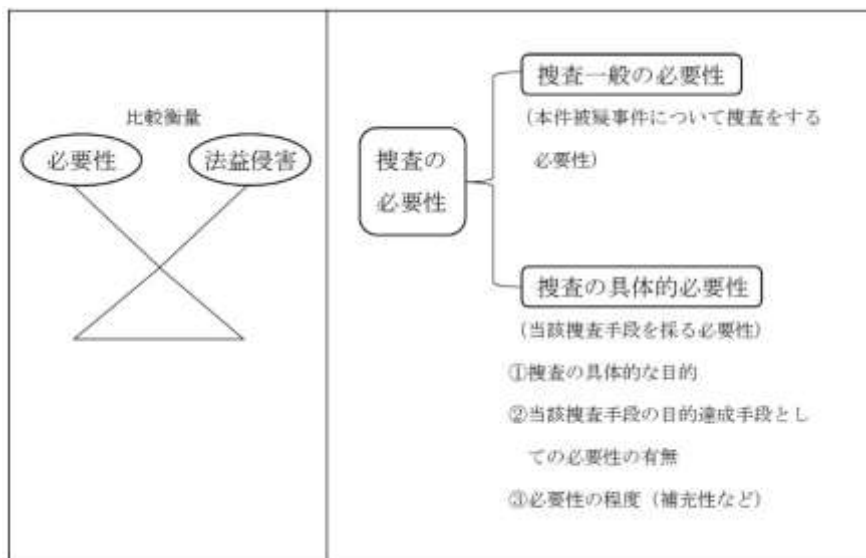 比較衡量
必要性
法益侵害
捜査の
必要性
捜査一般の必要性
(本件被疑事件について捜査をする
必要性)
捜査の具体的必要性
(当該捜査手段を採る必要性)
①捜査の具体的な目的
②当該捜査手段の目的達成手段とし
ての必要性の有無
③必要性の程度（補充性など）